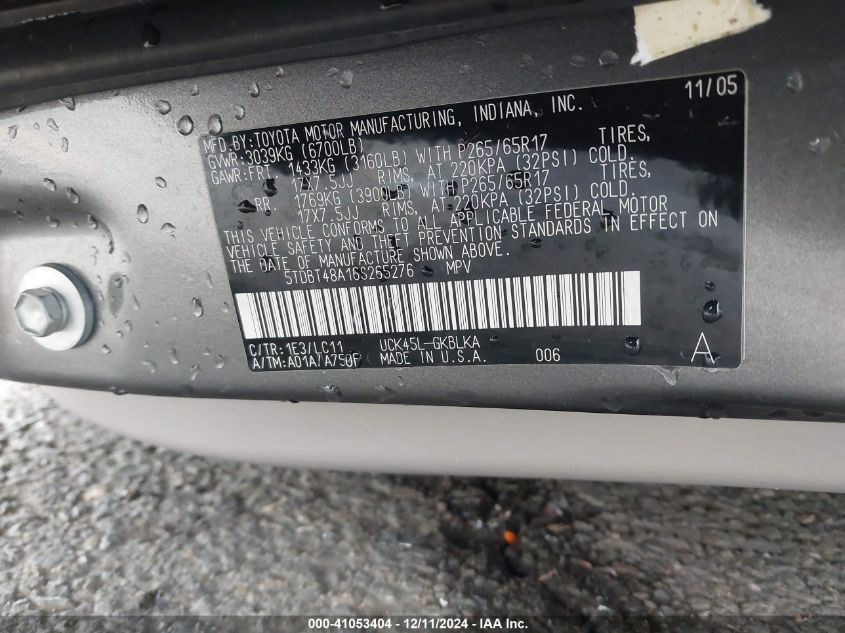 MFD.BY:TOYOTA MOTOR MANUFACTURING, INDIANA, INC. 11/05
GVWR:3039KG (6700LB)
GAWR:FRT 1433KG (3160LB) WITH P265/65R17 TIRES,
17X7.5JJ RIMS, AT 220KPA (32PSI) COLD.
RR 1769KG (3900LB) WITH P265/65R17 TIRES,
17X7.5JJ RIMS, AT 220KPA (32PSI) COLD.
THIS VEHICLE CONFORMS TO ALL APPLICABLE FEDERAL MOTOR
VEHICLE SAFETY AND THEFT PREVENTION STANDARDS IN EFFECT ON
THE DATE OF MANUFACTURE SHOWN ABOVE.
5TDBT48A16S265276 MPV
C/TR:1E3/LC11 UCK45L-GKBLKA
A/TM:A01A/A750F MADE IN U.S.A. 006 A
000-41053404 - 12/11/2024 - IAA Inc.